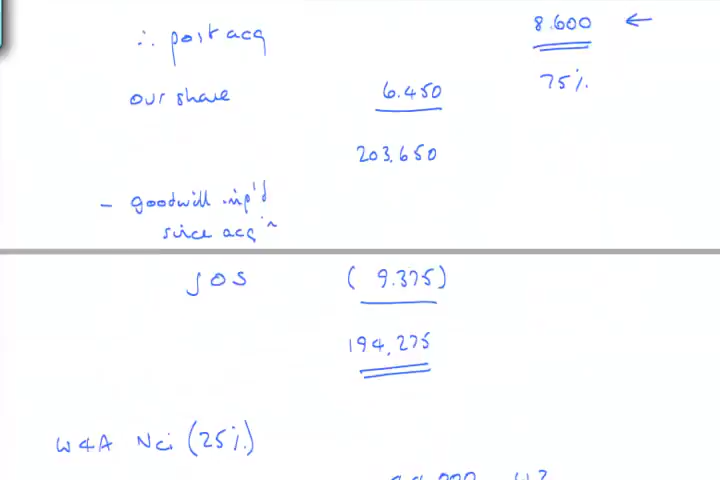 ∴ post acq 8.600 ←
our share 6.450 75%
203,650
- goodwill imp'd
since acq'n
JOS (9.375)
194,275
W4A Nci (25%)